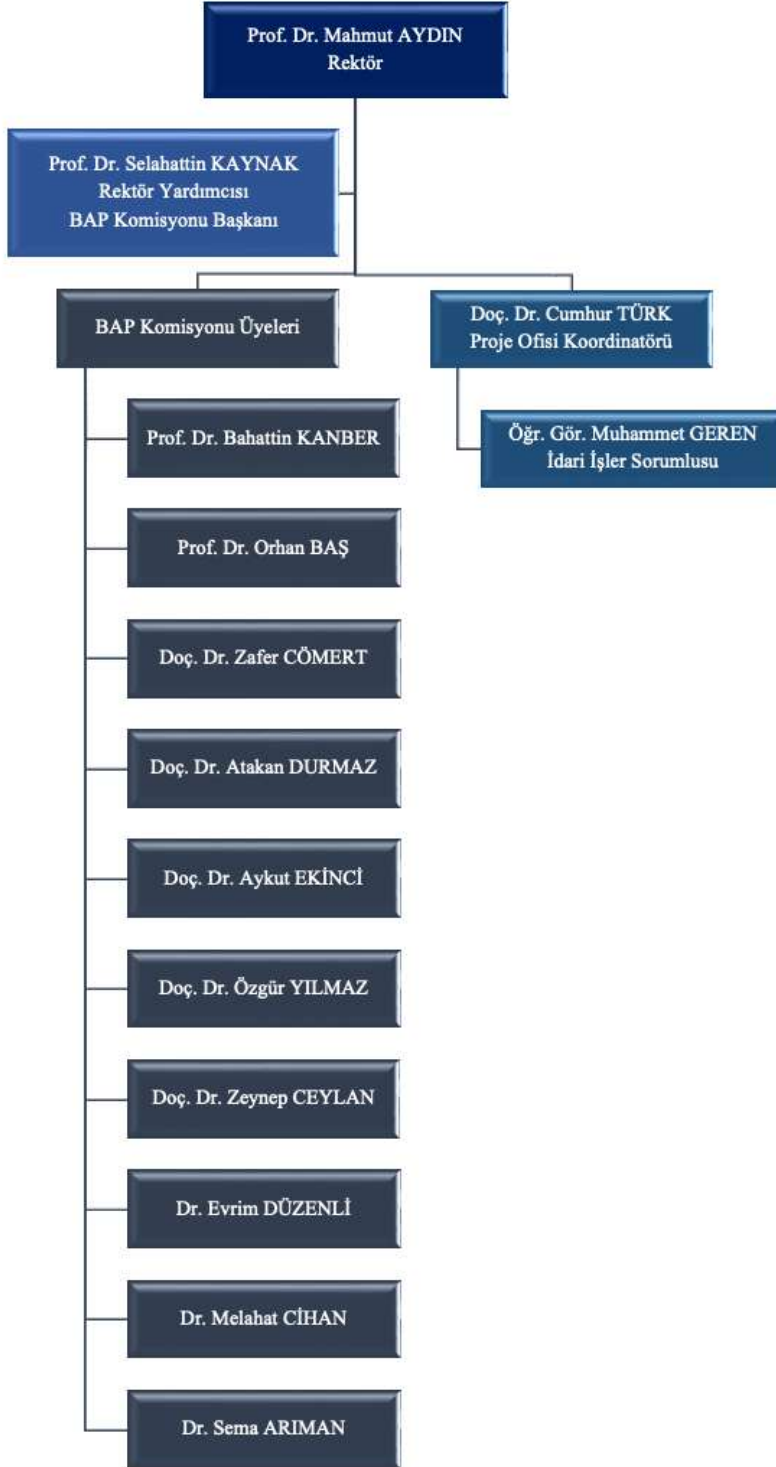 Prof. Dr. Mahmut AYDIN
Rektör
Prof. Dr. Selahattin KAYNAK
Rektör Yardımcısı
BAP Komisyonu Başkanı
BAP Komisyonu Üyeleri
Doç. Dr. Cumhur TÜRK
Proje Ofisi Koordinatörü
Öğr. Gör. Muhammet GEREN
İdari İşler Sorumlusu
Prof. Dr. Bahattin KANBER
Prof. Dr. Orhan BAŞ
Doç. Dr. Zafer CÖMERT
Doç. Dr. Atakan DURMAZ
Doç. Dr. Aykut EKİNCİ
Doç. Dr. Özgür YILMAZ
Doç. Dr. Zeynep CEYLAN
Dr. Evrim DÜZENLİ
Dr. Melahat CİHAN
Dr. Sema ARIMAN